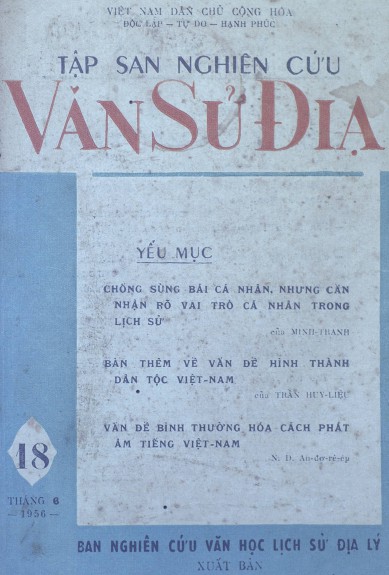 VIỆT NAM DÂN CHỦ CỘNG HÒA
ĐỘC LẬP — TỰ DO — HẠNH PHÚC
TẬP SAN NGHIÊN CỨU
VĂN SỬ ĐỊA
YẾU MỤC
CHỐNG SÙNG BÁI CÁ NHÂN, NHƯNG CẦN
NHẬN RÕ VAI TRÒ CÁ NHÂN TRONG
LỊCH SỬ
của MINH-TRANH
BÀN THÊM VỀ VẤN ĐỀ HÌNH THÀNH
DÂN TỘC VIỆT-NAM
của TRẦN HUY-LIỆU
VẤN ĐỀ BÌNH THƯỜNG HÓA CÁCH PHÁT
ÂM TIẾNG VIỆT-NAM
N. D. An-đơ-rê-ép
18
THÁNG 6
— 1956 —
BAN NGHIÊN CỨU VĂN HỌC LỊCH SỬ ĐỊA LÝ
XUẤT BẢN